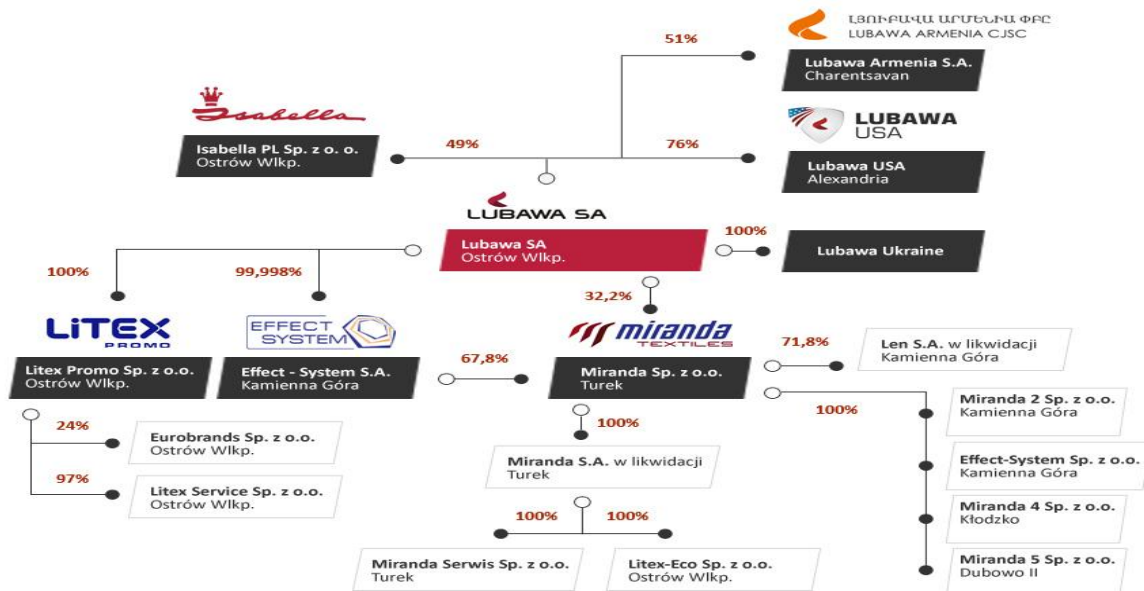 51%
ԼՅՈՒԲԱՎԱ ԱՐՄԵՆԻԱ ՓԲԸ
LUBAWA ARMENIA CJSC
Lubawa Armenia S.A.
Charentsavan
Isabella
Isabella PL Sp. z o. o.
Ostrów Wlkp.
49%
76%
LUBAWA
USA
Lubawa USA
Alexandria
LUBAWA SA
Lubawa SA
Ostrów Wlkp.
100%
Lubawa Ukraine
100%
99,998%
32,2%
LiTEX
PROMO
EFFECT
SYSTEM
miranda
TEXTILES
Litex Promo Sp. z o.o.
Ostrów Wlkp.
Effect - System S.A.
Kamienna Góra
67,8%
Miranda Sp. z o.o.
Turek
71,8%
Len S.A. w likwidacji
Kamienna Góra
100%
Miranda 2 Sp. z o.o.
Kamienna Góra
Effect-System Sp. z o.o.
Kamienna Góra
Miranda 4 Sp. z o.o.
Kłodzko
Miranda 5 Sp. z o.o.
Dubowo II
24%
Eurobrands Sp. z o.o.
Ostrów Wlkp.
97%
Litex Service Sp. z o.o.
Ostrów Wlkp.
100%
Miranda S.A. w likwidacji
Turek
100%
100%
Miranda Serwis Sp. z o.o.
Turek
Litex-Eco Sp. z o.o.
Ostrów Wlkp.